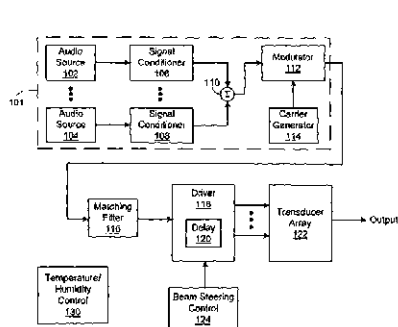 Audio
Source
102
Signal
Conditioner
106
110
Modulator
112
101
Σ
Audio
Source
104
Signal
Conditioner
108
Carrier
Generator
114
Matching
Filter
116
Driver
118
Delay
120
Transducer
Array
122
Output
Temperature/
Humidity
Control
130
Beam Steering
Control
124